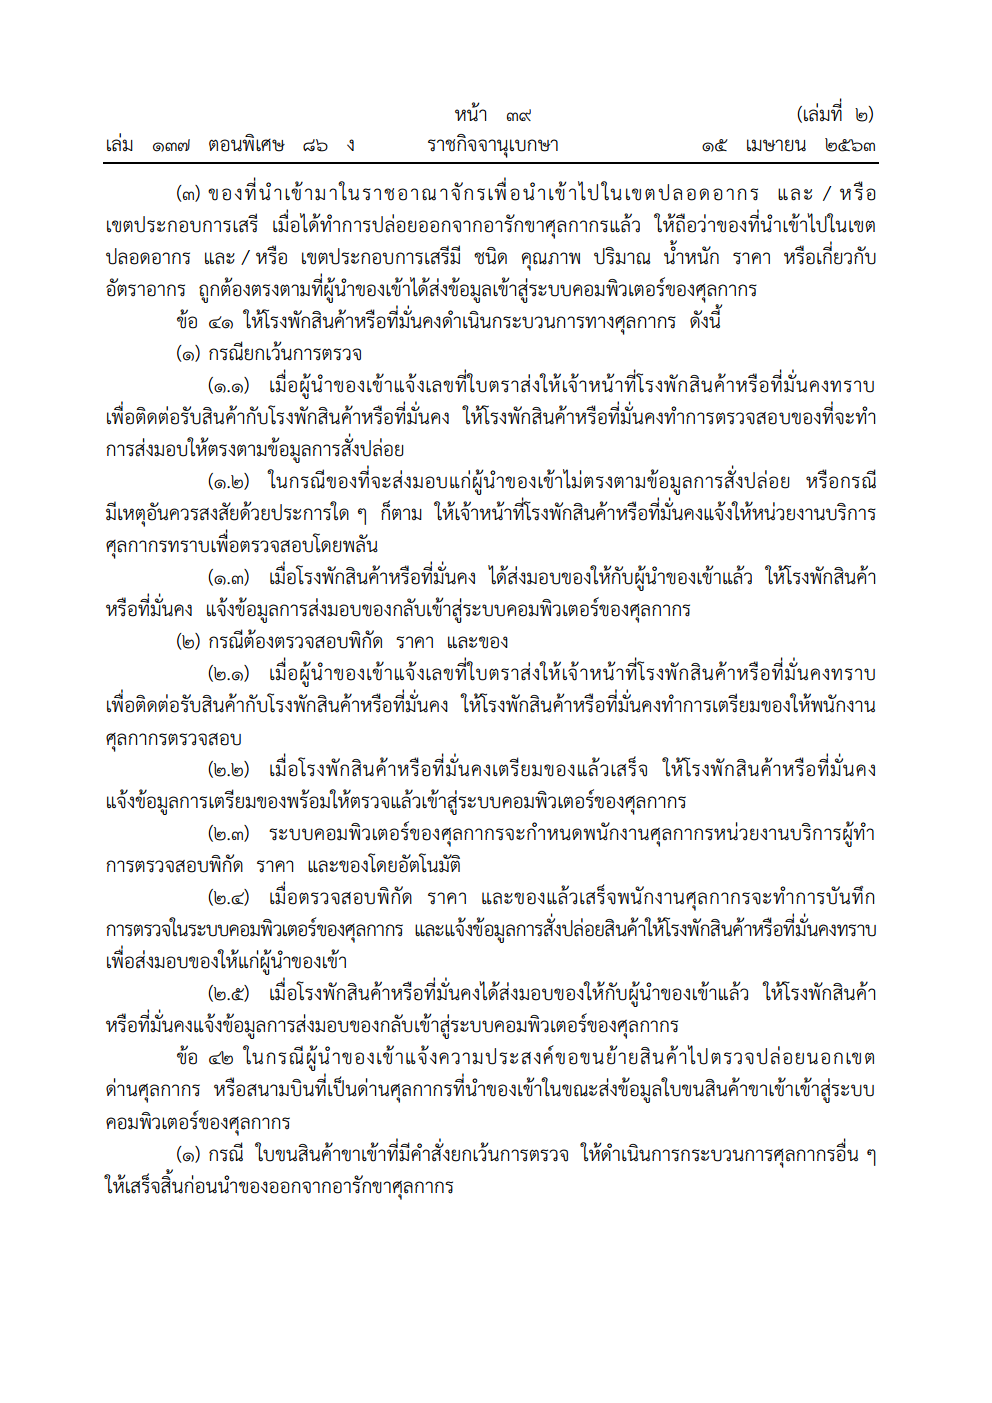 หน้า ๓๙ (เล่มที่ ๒)
เล่ม ๑๓๗ ตอนพิเศษ ๘๖ ง ราชกิจจานุเบกษา ๑๕ เมษายน ๒๕๖๓
(๓) ของที่นำเข้ามาในราชอาณาจักรเพื่อนำเข้าไปในเขตปลอดอากร และ / หรือ
เขตประกอบการเสรี เมื่อได้ทำการปล่อยออกจากอารักขาศุลกากรแล้ว ให้ถือว่าของที่นำเข้าไปในเขต
ปลอดอากร และ / หรือ เขตประกอบการเสรีมี ชนิด คุณภาพ ปริมาณ น้ำหนัก ราคา หรือเกี่ยวกับ
อัตราอากร ถูกต้องตรงตามที่ผู้นำของเข้าได้ส่งข้อมูลเข้าสู่ระบบคอมพิวเตอร์ของศุลกากร
ข้อ ๔๑ ให้โรงพักสินค้าหรือที่มั่นคงดำเนินกระบวนการทางศุลกากร ดังนี้
(๑) กรณียกเว้นการตรวจ
(๑.๑) เมื่อผู้นำของเข้าแจ้งเลขที่ใบตราส่งให้เจ้าหน้าที่โรงพักสินค้าหรือที่มั่นคงทราบ
เพื่อติดต่อรับสินค้ากับโรงพักสินค้าหรือที่มั่นคง ให้โรงพักสินค้าหรือที่มั่นคงทำการตรวจสอบของที่จะทำ
การส่งมอบให้ตรงตามข้อมูลการสั่งปล่อย
(๑.๒) ในกรณีของที่จะส่งมอบแก่ผู้นำของเข้าไม่ตรงตามข้อมูลการสั่งปล่อย หรือกรณี
มีเหตุอันควรสงสัยด้วยประการใด ๆ ก็ตาม ให้เจ้าหน้าที่โรงพักสินค้าหรือที่มั่นคงแจ้งให้หน่วยงานบริการ
ศุลกากรทราบเพื่อตรวจสอบโดยพลัน
(๑.๓) เมื่อโรงพักสินค้าหรือที่มั่นคง ได้ส่งมอบของให้กับผู้นำของเข้าแล้ว ให้โรงพักสินค้า
หรือที่มั่นคง แจ้งข้อมูลการส่งมอบของกลับเข้าสู่ระบบคอมพิวเตอร์ของศุลกากร
(๒) กรณีต้องตรวจสอบพิกัด ราคา และของ
(๒.๑) เมื่อผู้นำของเข้าแจ้งเลขที่ใบตราส่งให้เจ้าหน้าที่โรงพักสินค้าหรือที่มั่นคงทราบ
เพื่อติดต่อรับสินค้ากับโรงพักสินค้าหรือที่มั่นคง ให้โรงพักสินค้าหรือที่มั่นคงทำการเตรียมของให้พนักงาน
ศุลกากรตรวจสอบ
(๒.๒) เมื่อโรงพักสินค้าหรือที่มั่นคงเตรียมของแล้วเสร็จ ให้โรงพักสินค้าหรือที่มั่นคง
แจ้งข้อมูลการเตรียมของพร้อมให้ตรวจแล้วเข้าสู่ระบบคอมพิวเตอร์ของศุลกากร
(๒.๓) ระบบคอมพิวเตอร์ของศุลกากรจะกำหนดพนักงานศุลกากรหน่วยงานบริการผู้ทำ
การตรวจสอบพิกัด ราคา และของโดยอัตโนมัติ
(๒.๔) เมื่อตรวจสอบพิกัด ราคา และของแล้วเสร็จพนักงานศุลกากรจะทำการบันทึก
การตรวจในระบบคอมพิวเตอร์ของศุลกากร และแจ้งข้อมูลการสั่งปล่อยสินค้าให้โรงพักสินค้าหรือที่มั่นคงทราบ
เพื่อส่งมอบของให้แก่ผู้นำของเข้า
(๒.๕) เมื่อโรงพักสินค้าหรือที่มั่นคงได้ส่งมอบของให้กับผู้นำของเข้าแล้ว ให้โรงพักสินค้า
หรือที่มั่นคงแจ้งข้อมูลการส่งมอบของกลับเข้าสู่ระบบคอมพิวเตอร์ของศุลกากร
ข้อ ๔๒ ในกรณีผู้นำของเข้าแจ้งความประสงค์ขอขนย้ายสินค้าไปตรวจปล่อยนอกเขต
ด่านศุลกากร หรือสนามบินที่เป็นด่านศุลกากรที่นำของเข้าในขณะส่งข้อมูลใบขนสินค้าขาเข้าเข้าสู่ระบบ
คอมพิวเตอร์ของศุลกากร
(๑) กรณี ใบขนสินค้าขาเข้าที่มีคำสั่งยกเว้นการตรวจ ให้ดำเนินการกระบวนการศุลกากรอื่น ๆ
ให้เสร็จสิ้นก่อนนำของออกจากอารักขาศุลกากร